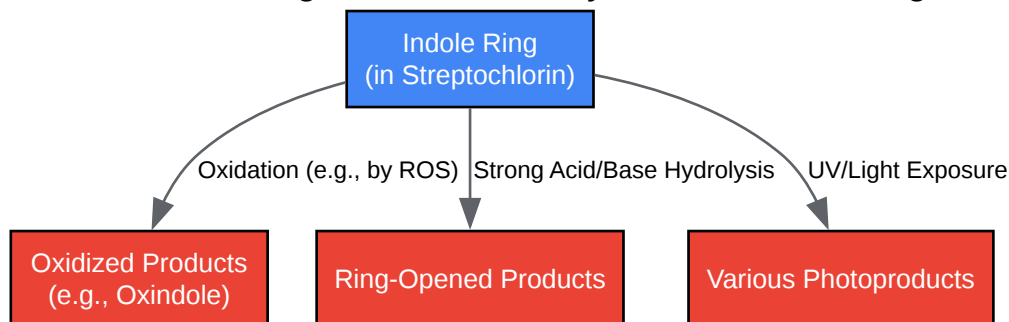 Indole Ring
(in Streptochlorin)
Oxidation (e.g., by ROS)
Strong Acid/Base Hydrolysis
UV/Light Exposure
Oxidized Products
(e.g., Oxindole)
Ring-Opened Products
Various Photoproducts